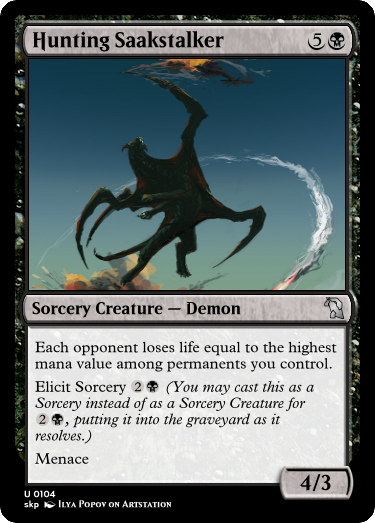 Hunting Saakstalker 5
Sorcery Creature — Demon
Each opponent loses life equal to the highest
mana value among permanents you control.
Elicit Sorcery 2 (You may cast this as a
Sorcery instead of as a Sorcery Creature for
2 , putting it into the graveyard as it
resolves.)
Menace
4/3
U 0104
skp Ilya Popov on Artstation